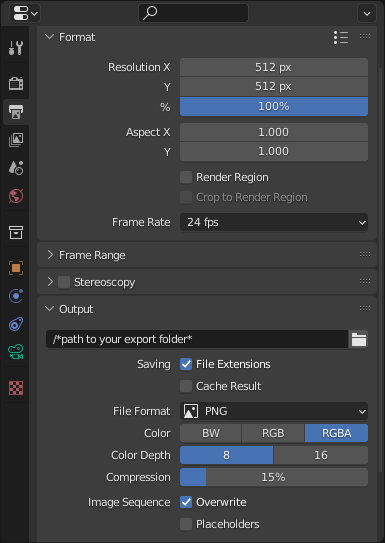 Format
Resolution X 512 px
Y 512 px
% 100%
Aspect X 1.000
Y 1.000
Render Region
Crop to Render Region
Frame Rate 24 fps
Frame Range
Stereoscopy
Output
/*path to your export folder*
Saving File Extensions
Cache Result
File Format PNG
Color BW RGB RGBA
Color Depth 8 16
Compression 15%
Image Sequence Overwrite
Placeholders